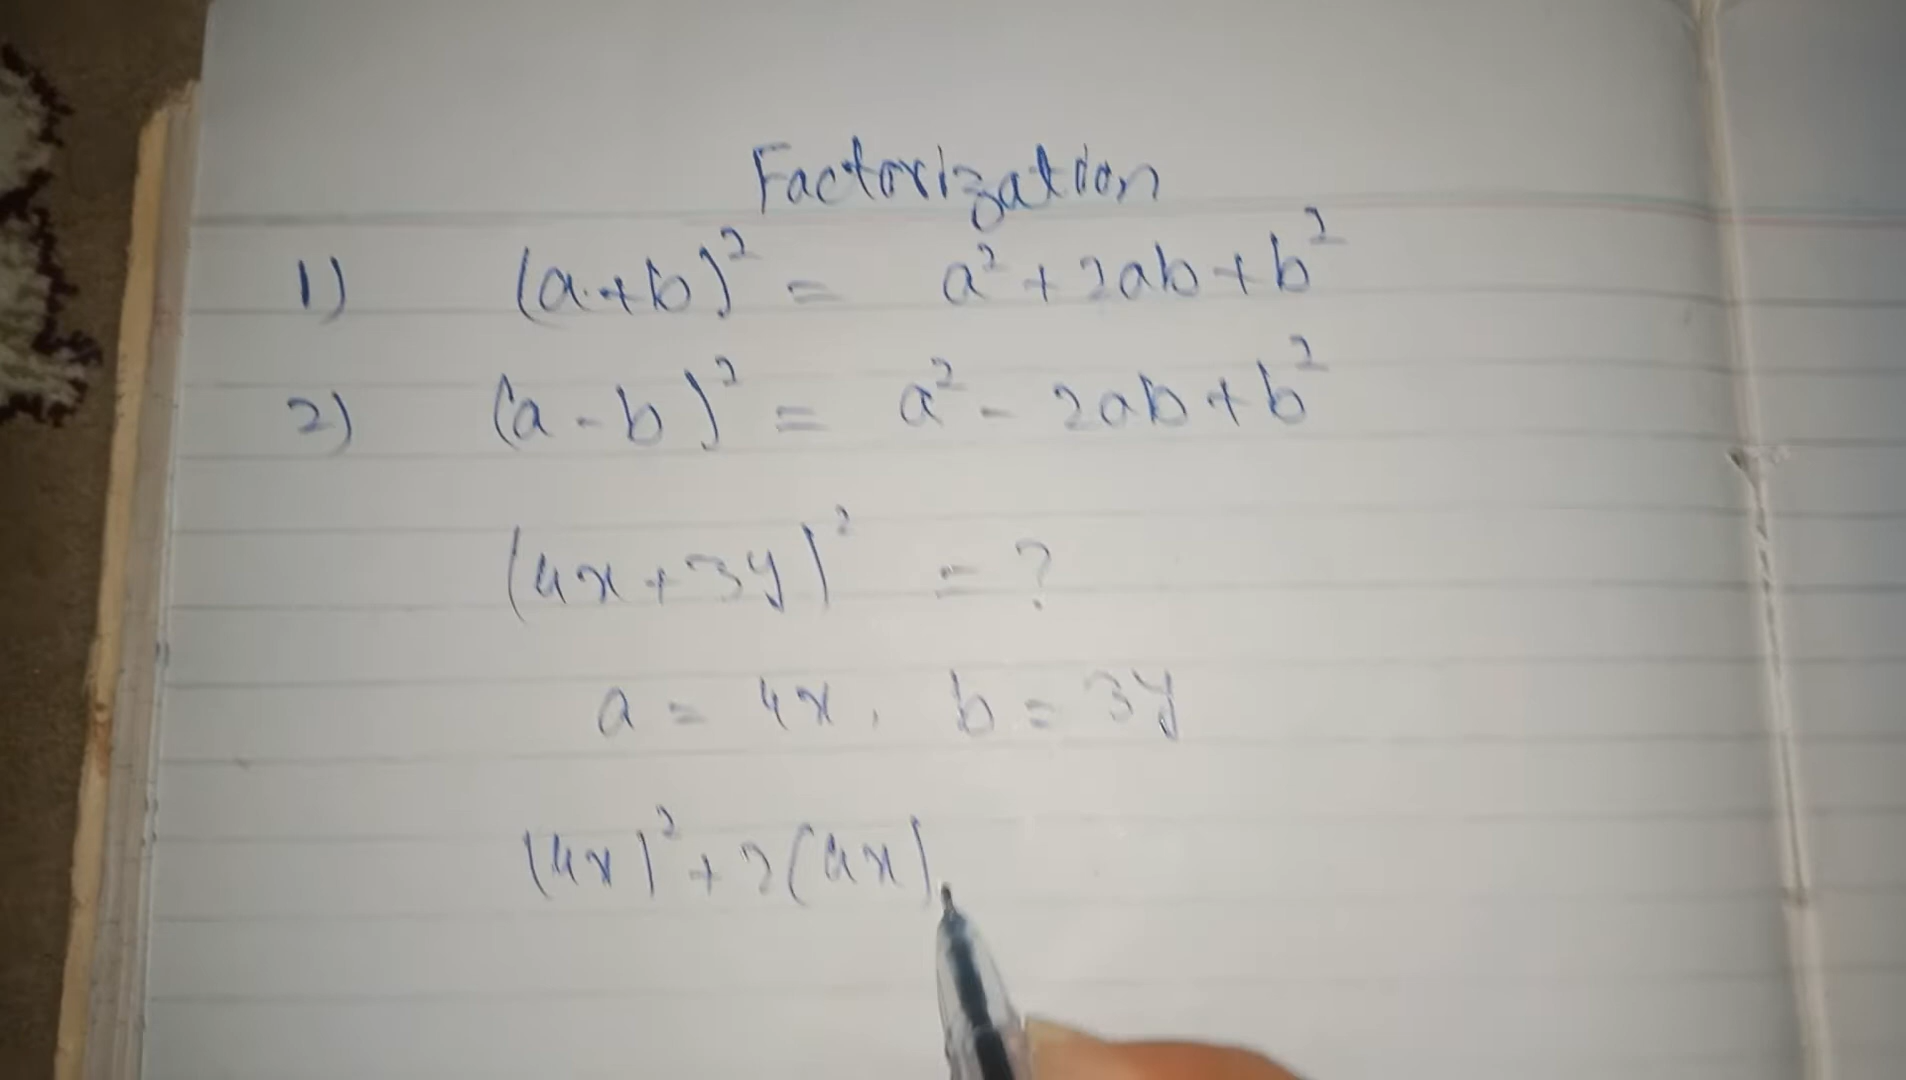 Factorization
1) (a+b)² = a² + 2ab + b²
2) (a - b)² = a² - 2ab + b²
(4x + 3y)² = ?
a = 4x, b = 3y
(4x)² + 2(4x)